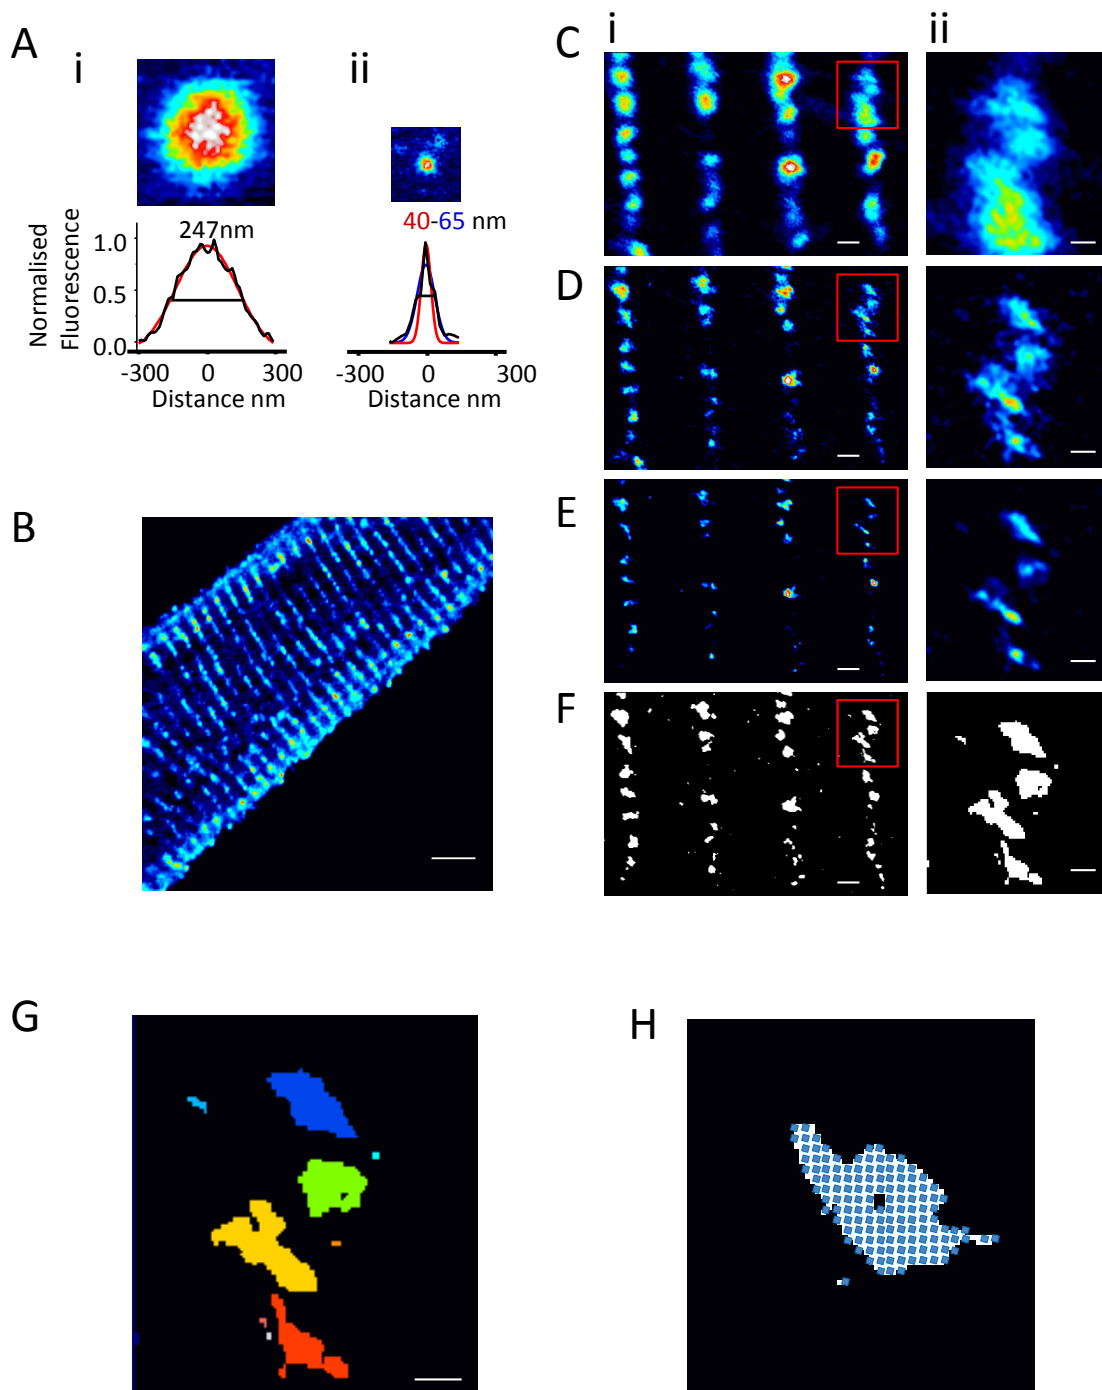 A
i
ii
247nm
40-65 nm
Normalised
Fluorescence
1.0
0.5
0.0
-300 0 300
Distance nm
-300 0 300
Distance nm
B
i
ii
C
D
E
F
G
H